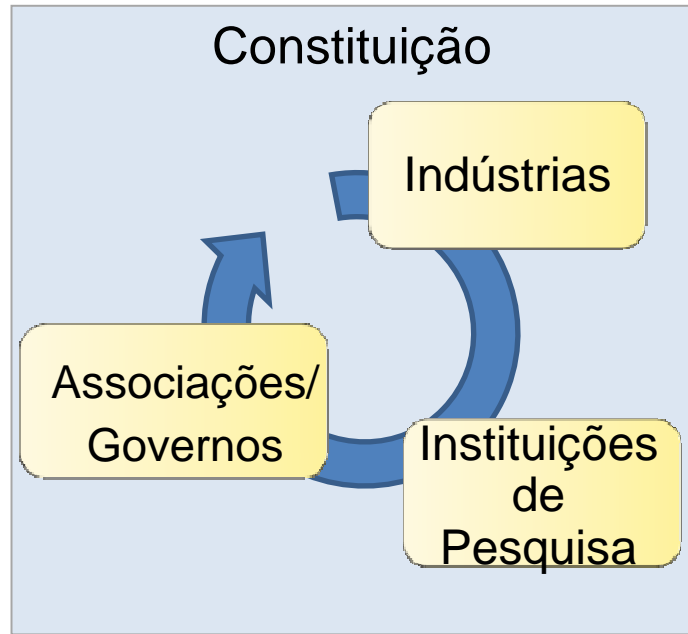 Constituição
Indústrias
Associações/
Governos
Instituições
de
Pesquisa